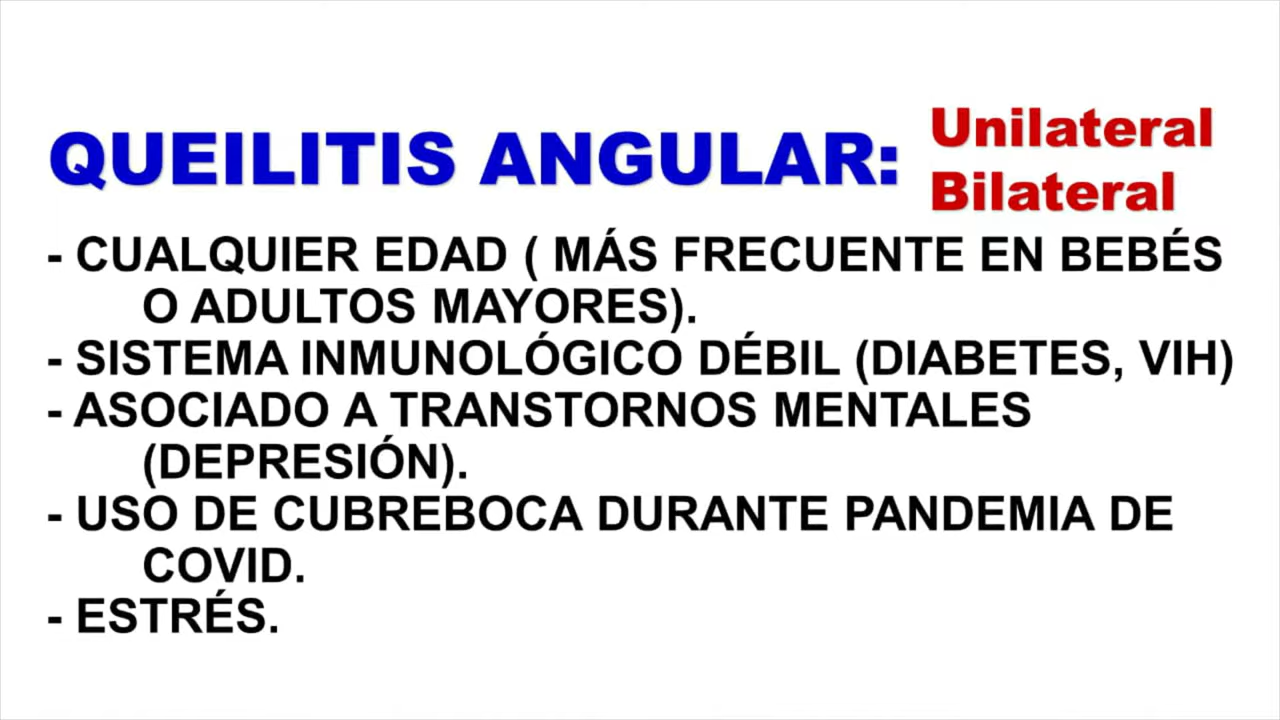 QUEILITIS ANGULAR:
Unilateral
Bilateral
- CUALQUIER EDAD ( MÁS FRECUENTE EN BEBÉS
O ADULTOS MAYORES).
- SISTEMA INMUNOLÓGICO DÉBIL (DIABETES, VIH)
- ASOCIADO A TRANSTORNOS MENTALES
(DEPRESIÓN).
- USO DE CUBREBOCA DURANTE PANDEMIA DE
COVID.
- ESTRÉS.